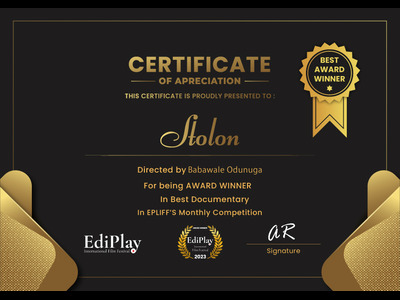 CERTIFICATE
OF APRECIATION
THIS CERTIFICATE IS PROUDLY PRESENTED TO :
BEST
AWARD
WINNER
Stolon
Directed by Babawale Odunuga
For being AWARD WINNER
In Best Documentary
In EPLIFF'S Monthly Competition
EdiPlay
International Film Festival
EdiPlay
2023
AR
Signature